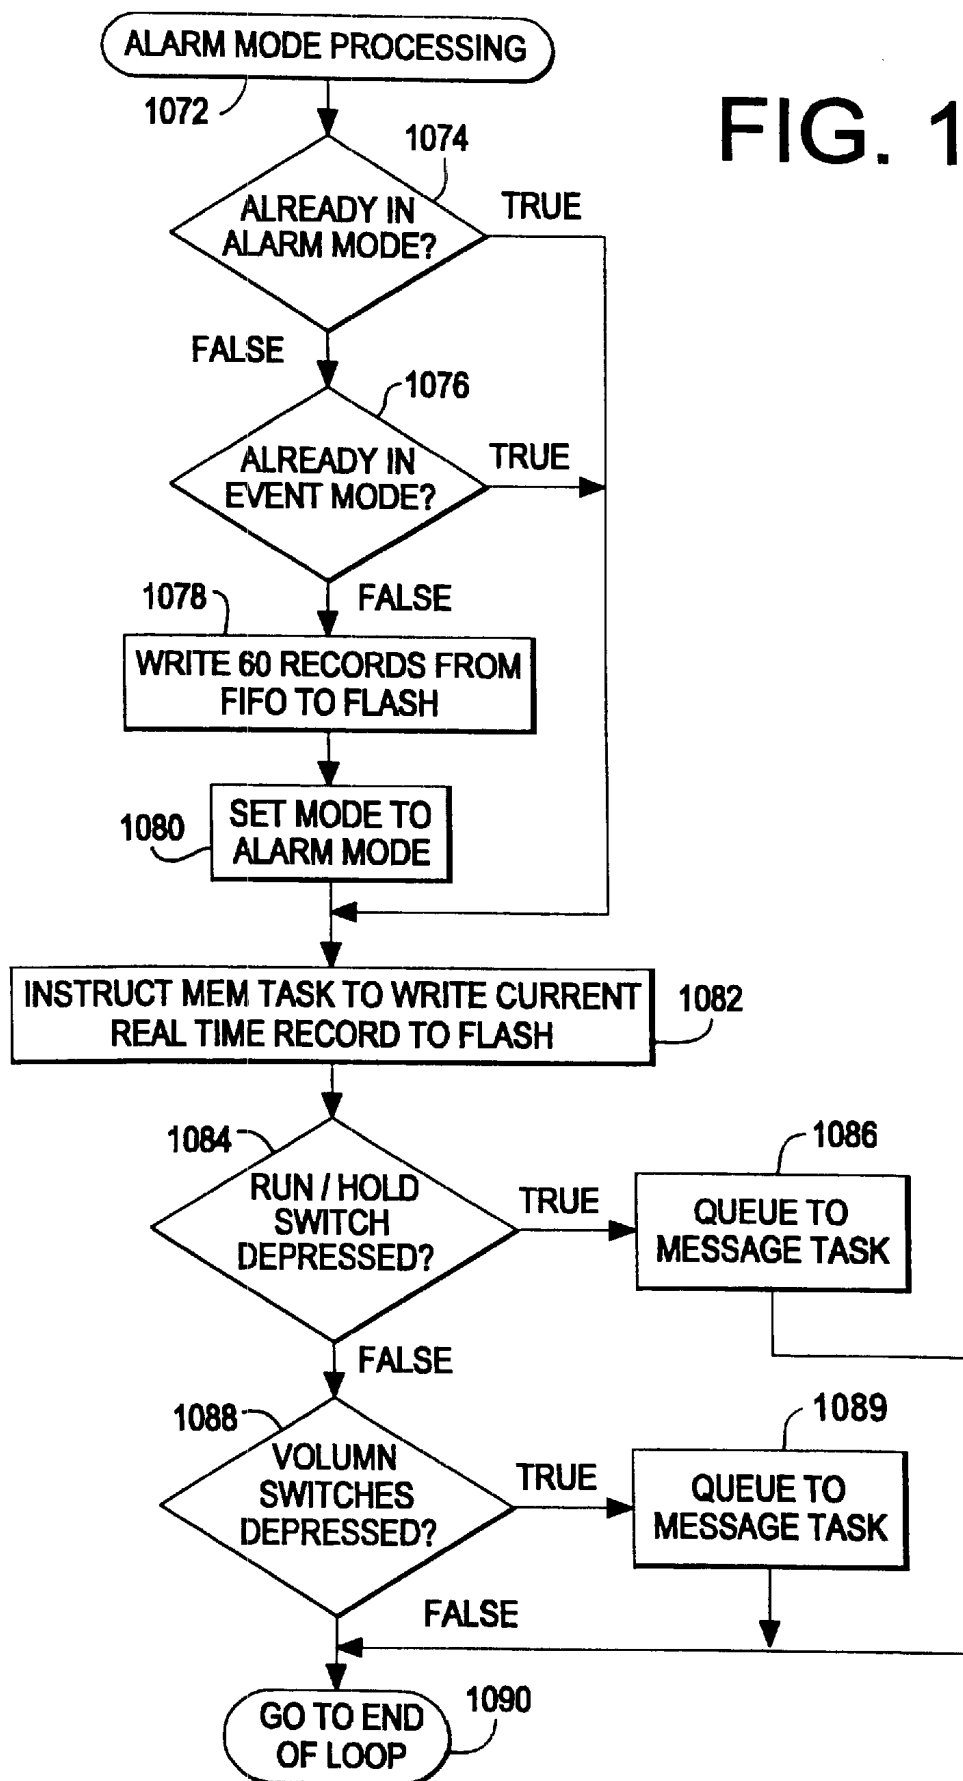 ALARM MODE PROCESSING
1072
FIG. 1
1074
ALREADY IN
ALARM MODE?
TRUE
FALSE
1076
ALREADY IN
EVENT MODE?
TRUE
FALSE
1078
WRITE 60 RECORDS FROM
FIFO TO FLASH
1080
SET MODE TO
ALARM MODE
INSTRUCT MEM TASK TO WRITE CURRENT
REAL TIME RECORD TO FLASH
1082
1084
RUN / HOLD
SWITCH
DEPRESSED?
TRUE
1086
QUEUE TO
MESSAGE TASK
FALSE
1088
VOLUMN
SWITCHES
DEPRESSED?
TRUE
1089
QUEUE TO
MESSAGE TASK
FALSE
GO TO END
OF LOOP
1090